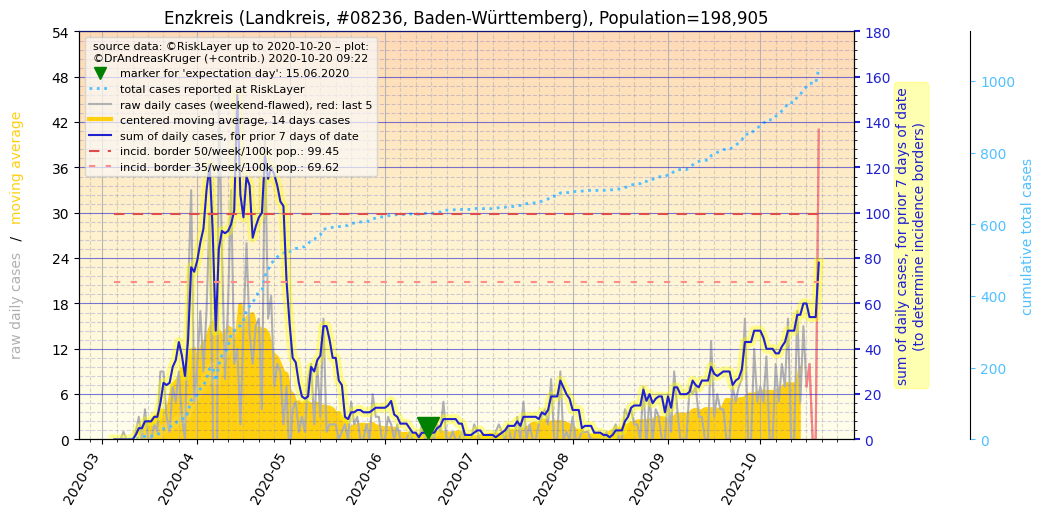 Enzkreis (Landkreis, #08236, Baden-Württemberg), Population=198,905
source data: ©RiskLayer up to 2020-10-20 – plot:
©DrAndreasKruger (+contrib.) 2020-10-20 09:22
marker for 'expectation day': 15.06.2020
total cases reported at RiskLayer
raw daily cases (weekend-flawed), red: last 5
centered moving average, 14 days cases
sum of daily cases, for prior 7 days of date
incid. border 50/week/100k pop.: 99.45
incid. border 35/week/100k pop.: 69.62
raw daily cases / moving average
54
48
42
36
30
24
18
12
6
0
2020-03
2020-04
2020-05
2020-06
2020-07
2020-08
2020-09
2020-10
180
160
140
120
100
80
60
40
20
0
sum of daily cases, for prior 7 days of date
(to determine incidence borders)
1000
800
600
400
200
0
cumulative total cases